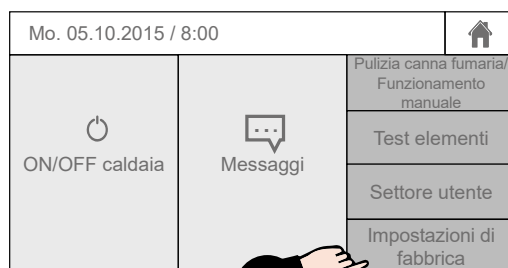 Mo. 05.10.2015 / 8:00
ON/OFF caldaia
Messaggi
Pulizia canna fumaria/
Funzionamento
manuale
Test elementi
Settore utente
Impostazioni di
fabbrica